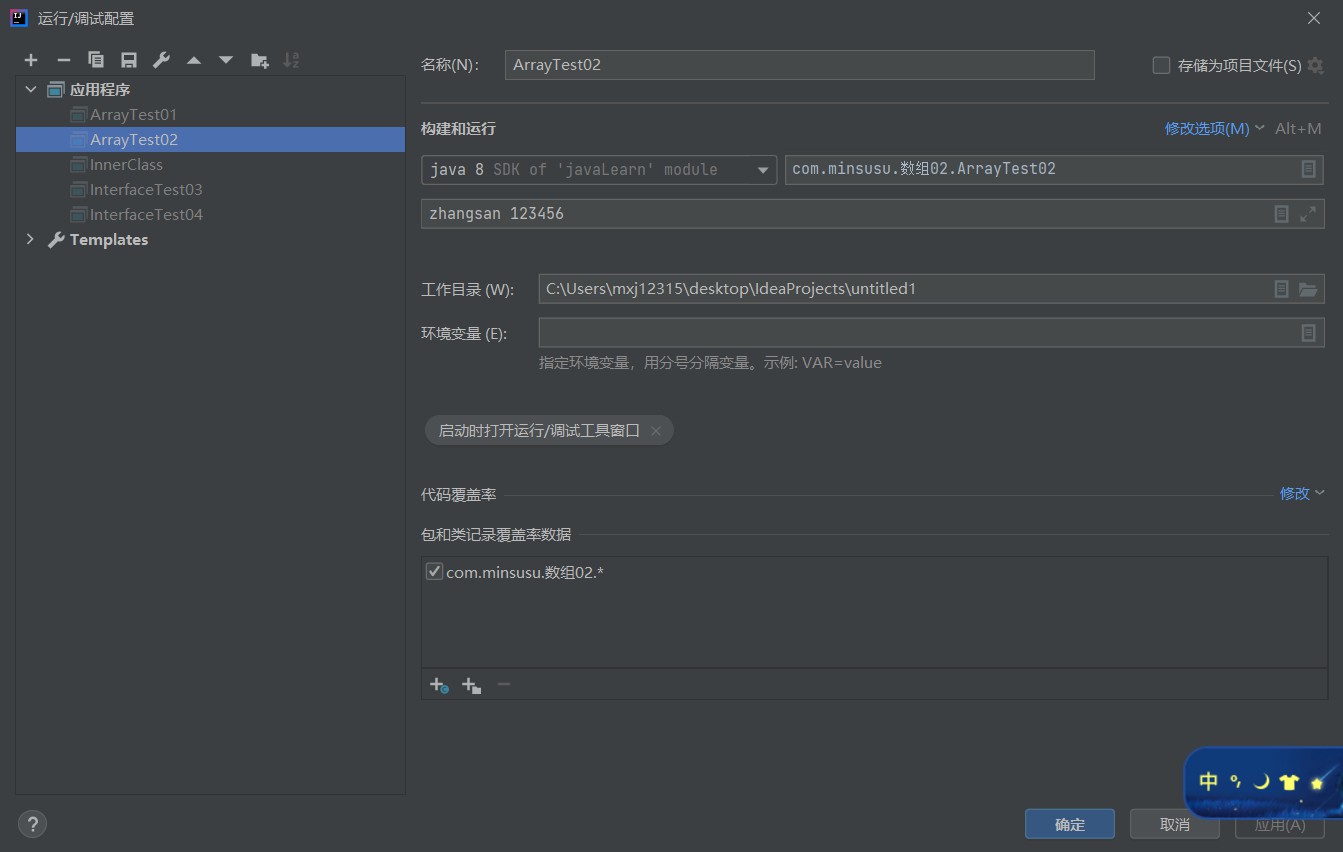 运行/调试配置
应用程序
ArrayTest01
ArrayTest02
InnerClass
InterfaceTest03
InterfaceTest04
Templates
名称(N): ArrayTest02 存储为项目文件(S)
构建和运行 修改选项(M) Alt+M
java 8 SDK of 'javaLearn' module com.minsusu.数组02.ArrayTest02
zhangsan 123456
工作目录 (W): C:\Users\mxj12315\desktop\IdeaProjects\untitled1
环境变量 (E):
指定环境变量，用分号分隔变量。示例: VAR=value
启动时打开运行/调试工具窗口
代码覆盖率 修改
包和类记录覆盖率数据
com.minsusu.数组02.*
中
? 确定 取消 应用(A)